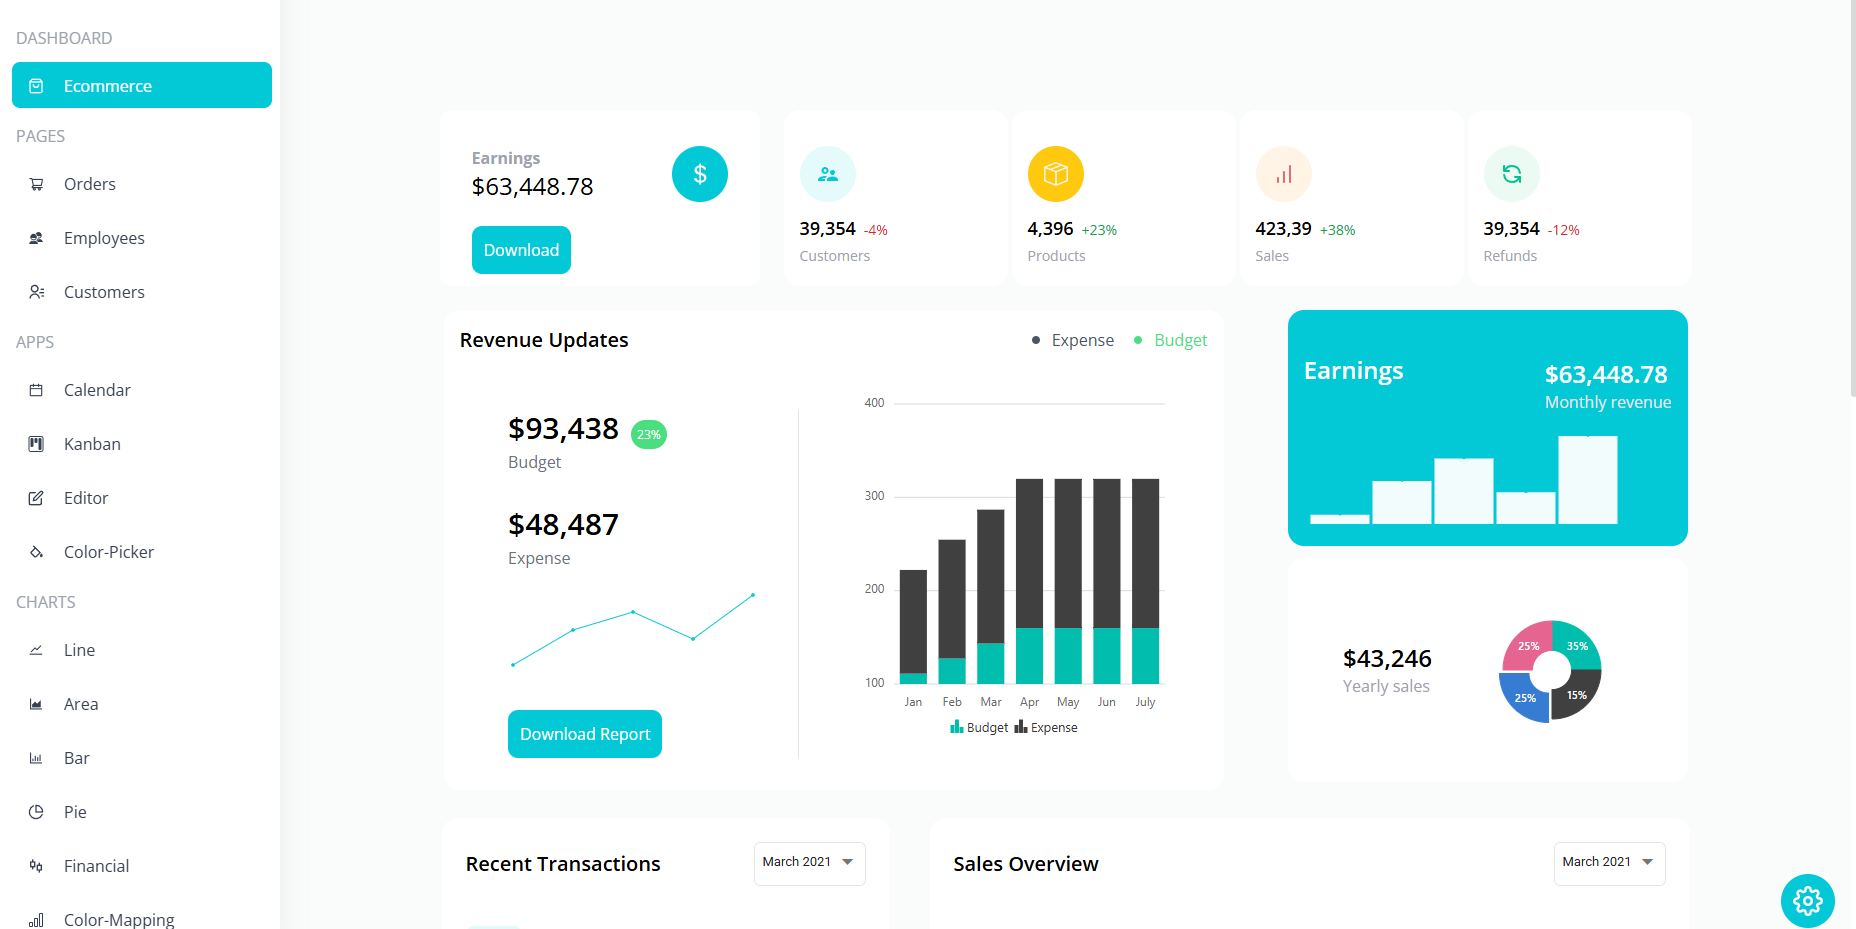 DASHBOARD
Ecommerce
PAGES
Orders
Employees
Customers
APPS
Calendar
Kanban
Editor
Color-Picker
CHARTS
Line
Area
Bar
Pie
Financial
Color-Mapping
Earnings
$63,448.78
$
Download
39,354 -4%
Customers
4,396 +23%
Products
423,39 +38%
Sales
39,354 -12%
Refunds
Revenue Updates
Expense Budget
$93,438 23%
Budget
$48,487
Expense
Download Report
400
300
200
100
Jan Feb Mar Apr May Jun July
Budget Expense
Earnings
$63,448.78
Monthly revenue
$43,246
Yearly sales
25% 35%
25% 15%
Recent Transactions
March 2021
Sales Overview
March 2021